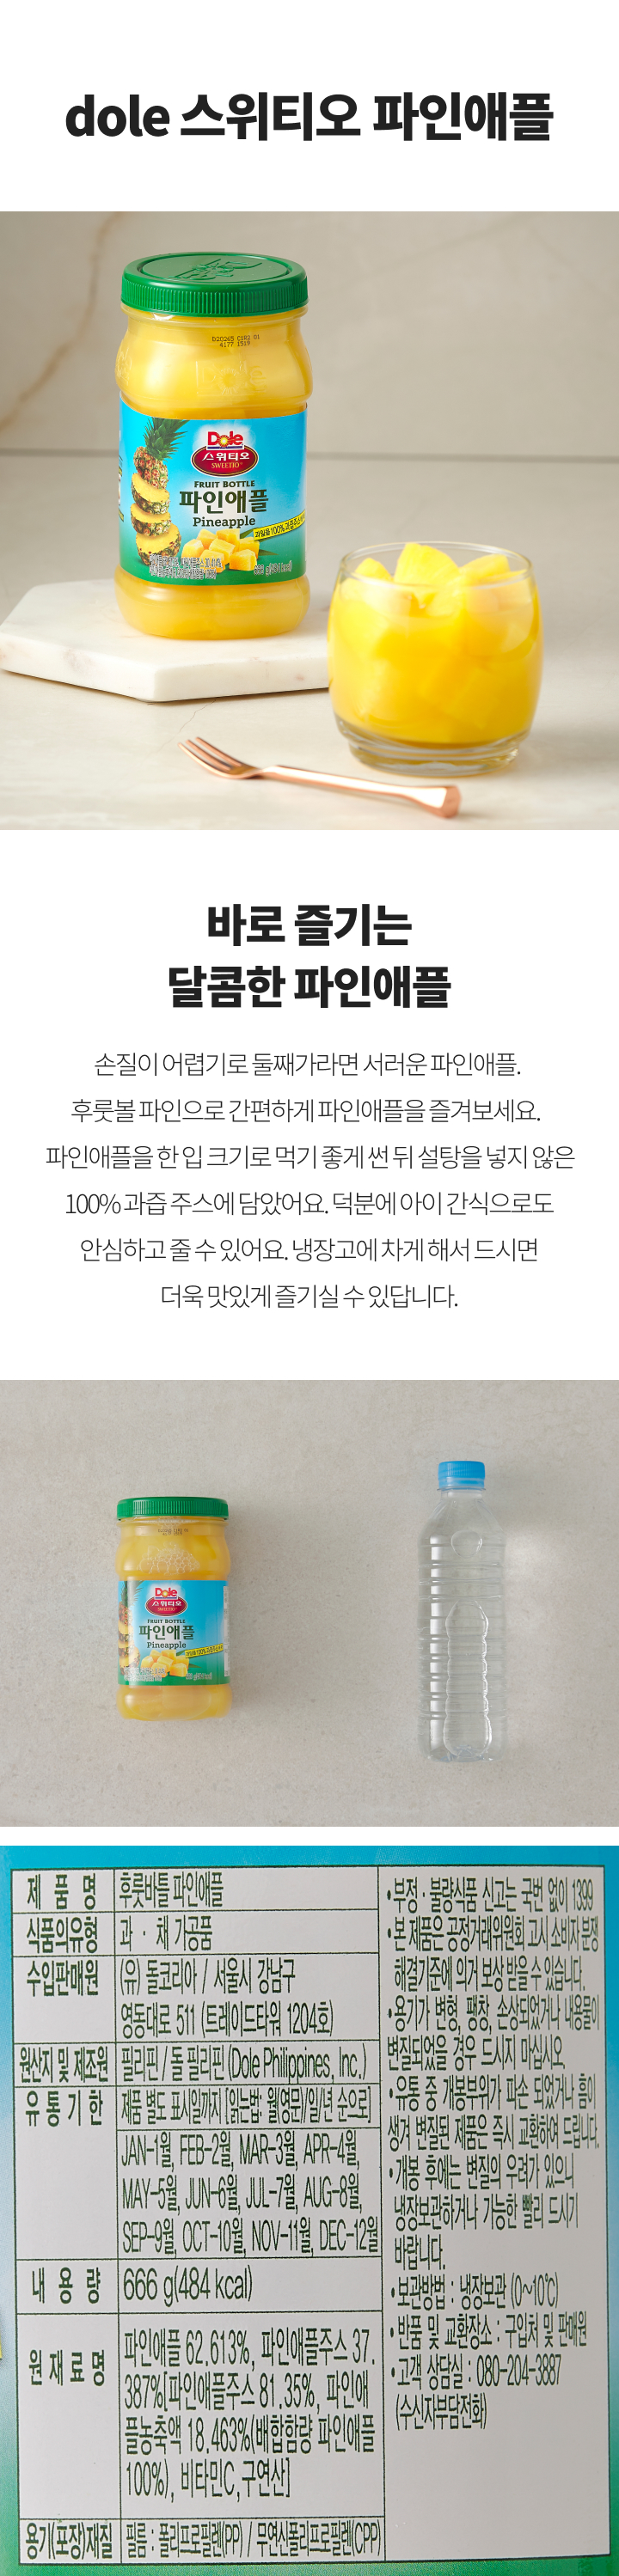 dole 스위티오 파인애플
D20265 C1R3 01
4177 1519
Dole
Dole
스위티오
SWEETIO
FRUIT BOTTLE
파인애플
Pineapple
과일을 100% 과즙주스에
바로 즐기는
달콤한 파인애플
손질이 어렵기로 둘째가라면 서러운 파인애플.
후룻볼 파인으로 간편하게 파인애플을 즐겨보세요.
파인애플을 한 입 크기로 먹기 좋게 썬 뒤 설탕을 넣지 않은
100% 과즙 주스에 담았어요. 덕분에 아이 간식으로도
안심하고 줄 수 있어요. 냉장고에 차게 해서 드시면
더욱 맛있게 즐기실 수 있답니다.
Dole
스위티오
SWEETIO
FRUIT BOTTLE
파인애플
Pineapple
제 품 명 후룻바틀 파인애플
식품의유형 과 · 채 가공품
수입판매원 (유) 돌코리아 / 서울시 강남구
영동대로 511 (트레이드타워 1204호)
원산지 및 제조원 필리핀 / 돌 필리핀 (Dole Philippines, Inc.)
유 통 기 한 제품 별도 표시일까지 [읽는법: 월(영문)/일/년 순으로]
JAN-1월, FEB-2월, MAR-3월, APR-4월,
MAY-5월, JUN-6월, JUL-7월, AUG-8월,
SEP-9월, OCT-10월, NOV-11월, DEC-12월
내 용 량 666 g(484 kcal)
원 재 료 명 파인애플 62.613%, 파인애플주스 37.
387%[파인애플주스 81.35%, 파인애
플농축액 18.463%(배합함량 파인애플
100%), 비타민C, 구연산]
용기(포장)재질 필름 : 폴리프로필렌(PP) / 무연신폴리프로필렌(CPP)
•부정 · 불량식품 신고는 국번 없이 1399
•본 제품은 공정거래위원회 고시 소비자분쟁
해결기준에 의거 보상 받을 수 있습니다.
•용기가 변형, 팽창, 손상되었거나 내용물이
변질되었을 경우 드시지 마십시오.
•유통 중 개봉부위가 파손 되었거나 흠이
생겨 변질된 제품은 즉시 교환하여 드립니다.
•개봉 후에는 변질의 우려가 있으니
냉장보관하거나 가능한 빨리 드시기
바랍니다.
•보관방법 : 냉장보관 (0~10℃)
•반품 및 교환장소 : 구입처 및 판매원
•고객 상담실 : 080-204-3887
(수신자부담전화)